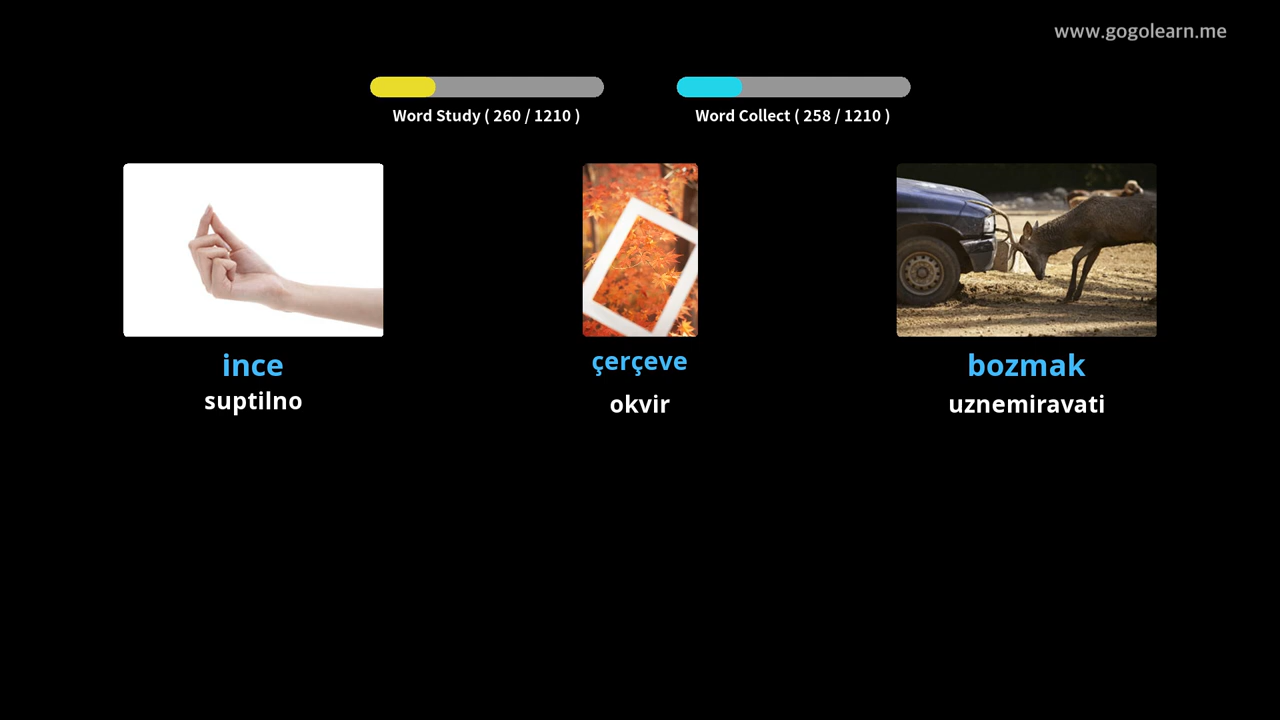 www.gogolearn.me
Word Study ( 260 / 1210 )
Word Collect ( 258 / 1210 )
ince
suptilno
çerçeve
okvir
bozmak
uznemiravati